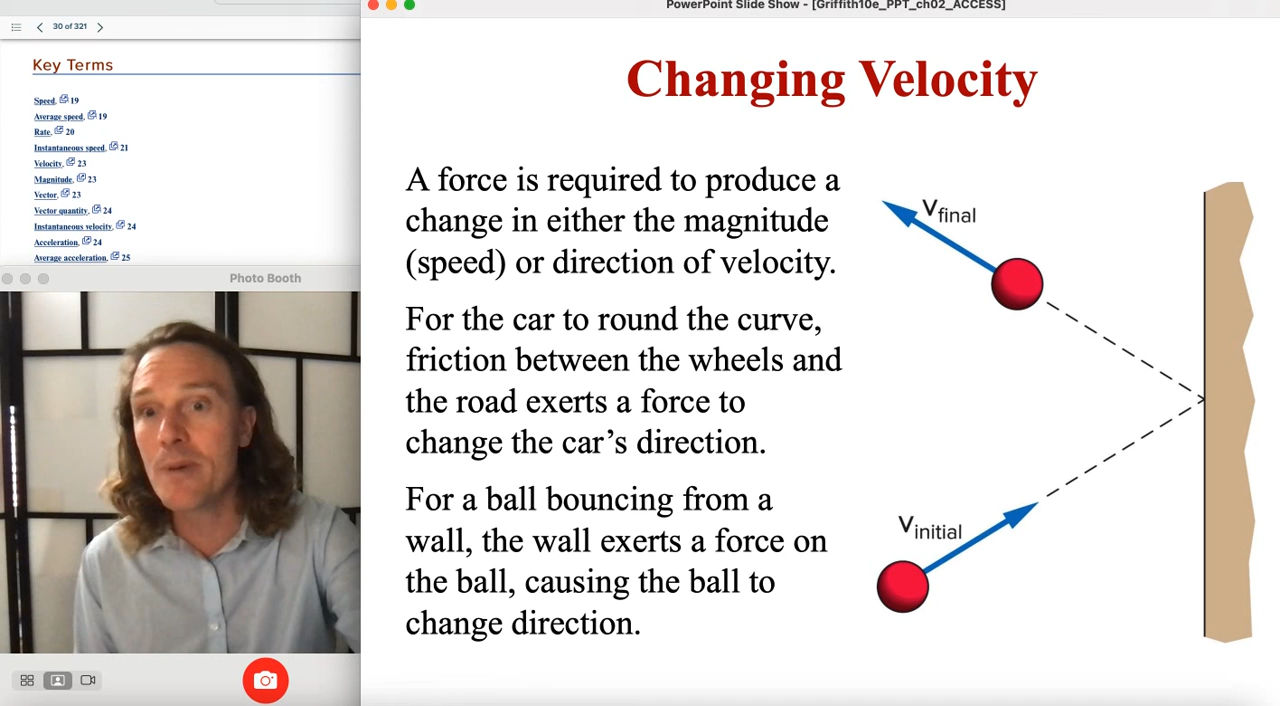 30 of 321
Key Terms
Speed, 19
Average speed, 19
Rate, 20
Instantaneous speed, 21
Velocity, 23
Magnitude, 23
Vector, 23
Vector quantity, 24
Instantaneous velocity, 24
Acceleration, 24
Average acceleration, 25
Photo Booth
PowerPoint Slide Show - [Griffith10e_PPT_ch02_ACCESS]
Changing Velocity
A force is required to produce a
change in either the magnitude
(speed) or direction of velocity.
For the car to round the curve,
friction between the wheels and
the road exerts a force to
change the car’s direction.
For a ball bouncing from a
wall, the wall exerts a force on
the ball, causing the ball to
change direction.
vfinal
vinitial